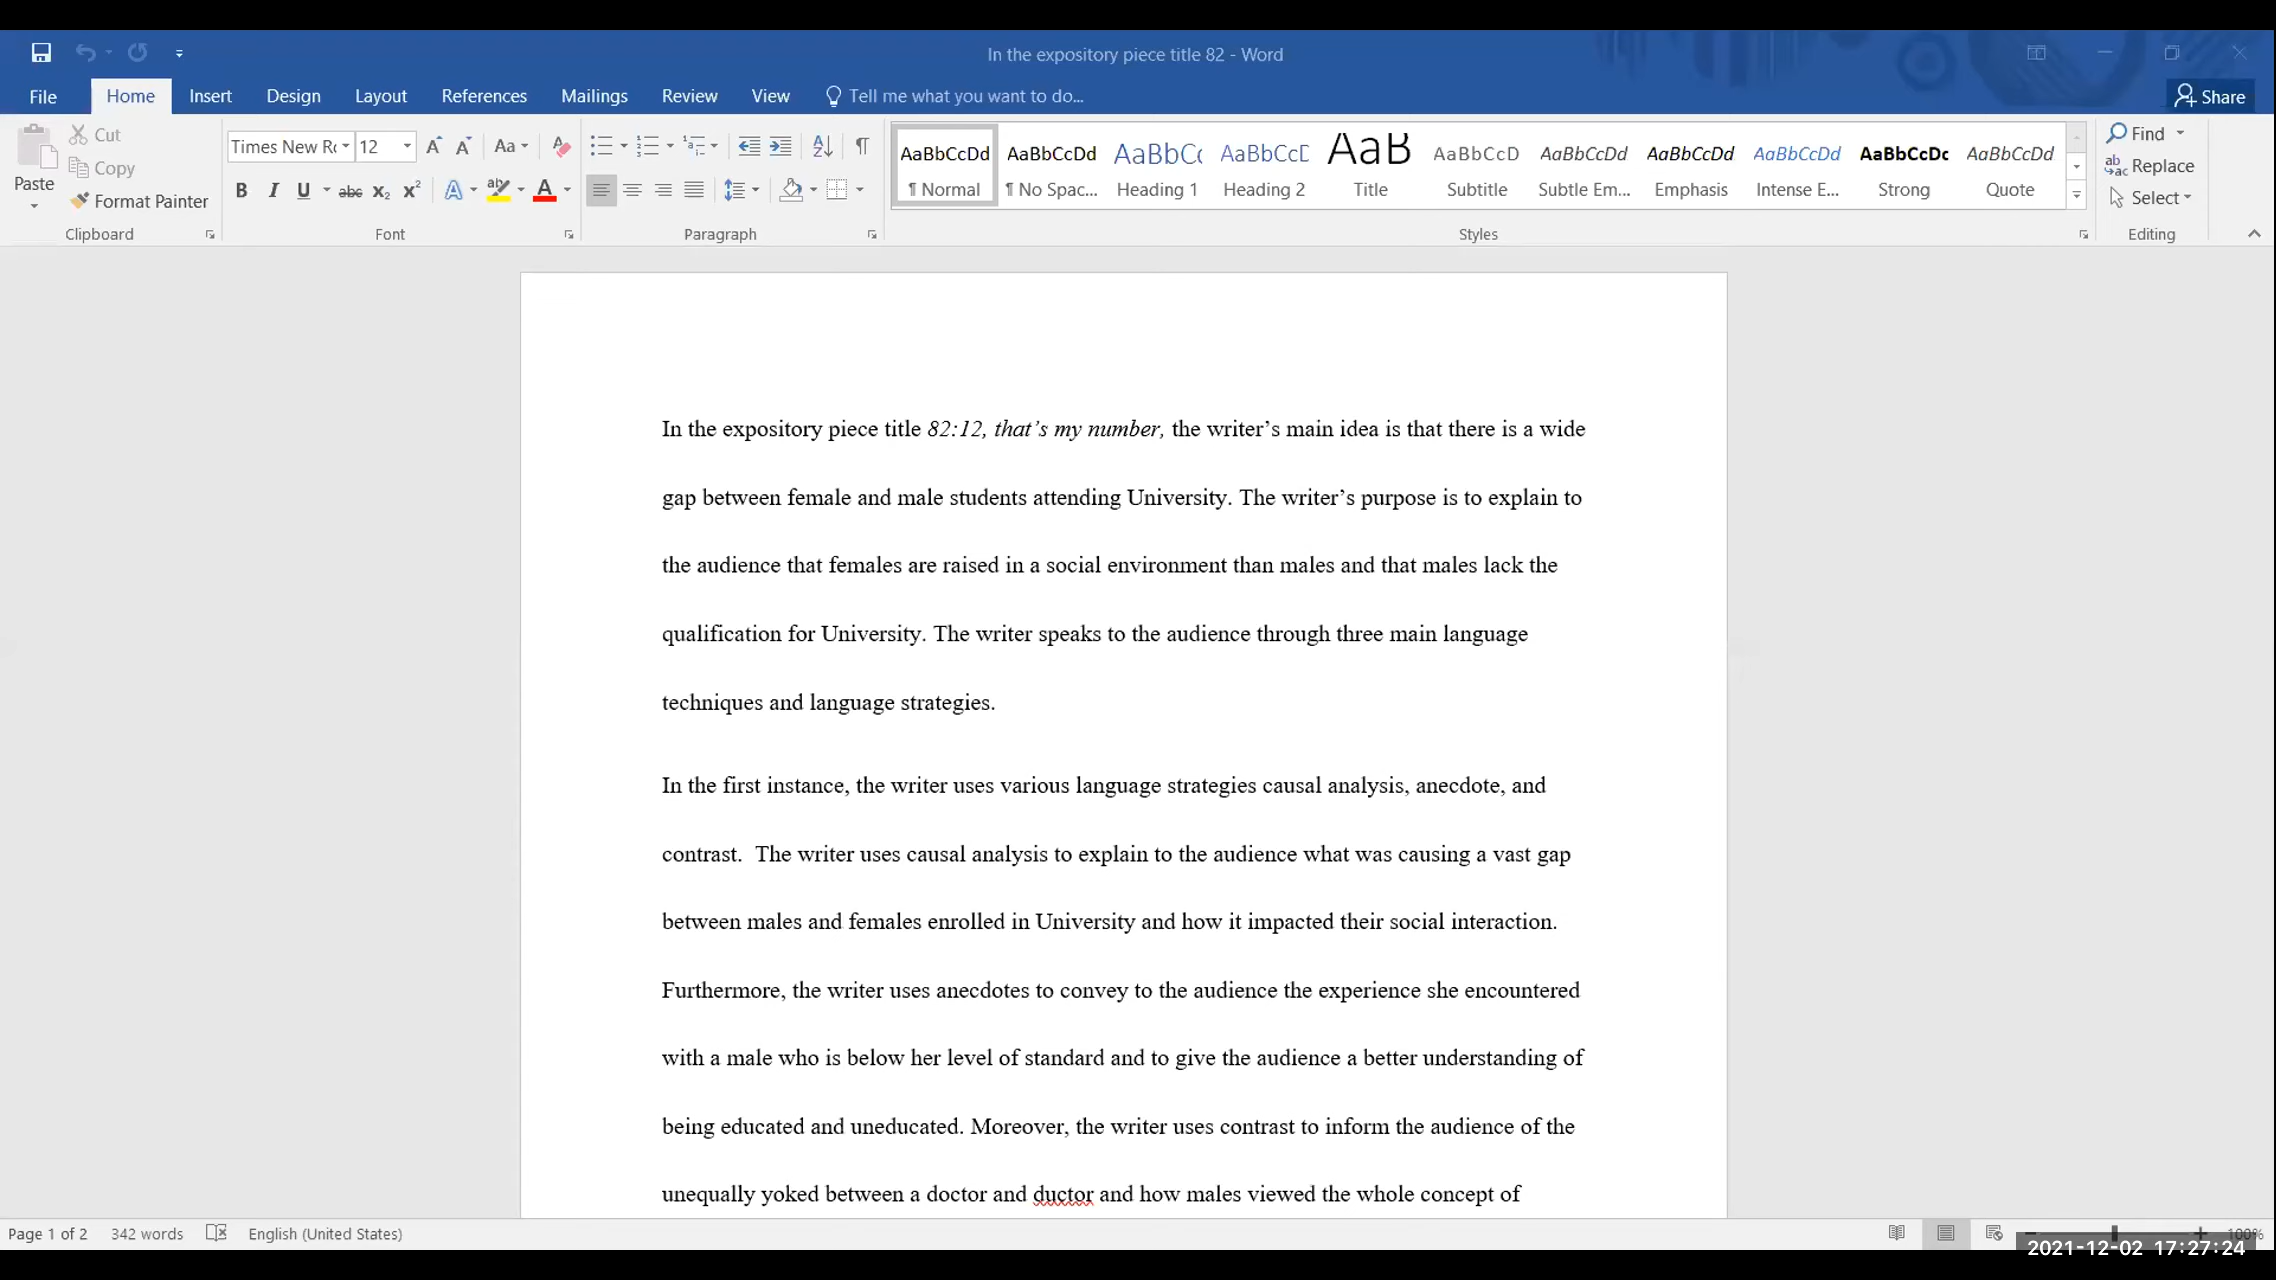 In the expository piece title 82 - Word
File Home Insert Design Layout References Mailings Review View Tell me what you want to do... Share
Cut
Copy
Format Painter
Paste
Clipboard
Times New Rc 12 Aa
B I U abc x₂ x² A ab A
Font
Paragraph
AaBbCcDd AaBbCcDd AaBbCc AaBbCcE AaB AaBbCcD AaBbCcDd AaBbCcDd AaBbCcDd AaBbCcDc AaBbCcDd
¶ Normal ¶ No Spac... Heading 1 Heading 2 Title Subtitle Subtle Em... Emphasis Intense E... Strong Quote
Styles
Find
Replace
Select
Editing
In the expository piece title 82:12, that’s my number, the writer’s main idea is that there is a wide
gap between female and male students attending University. The writer’s purpose is to explain to
the audience that females are raised in a social environment than males and that males lack the
qualification for University. The writer speaks to the audience through three main language
techniques and language strategies.
In the first instance, the writer uses various language strategies causal analysis, anecdote, and
contrast.  The writer uses causal analysis to explain to the audience what was causing a vast gap
between males and females enrolled in University and how it impacted their social interaction.
Furthermore, the writer uses anecdotes to convey to the audience the experience she encountered
with a male who is below her level of standard and to give the audience a better understanding of
being educated and uneducated. Moreover, the writer uses contrast to inform the audience of the
unequally yoked between a doctor and ductor and how males viewed the whole concept of
Page 1 of 2 342 words English (United States) 100%
2021-12-02 17:27:24